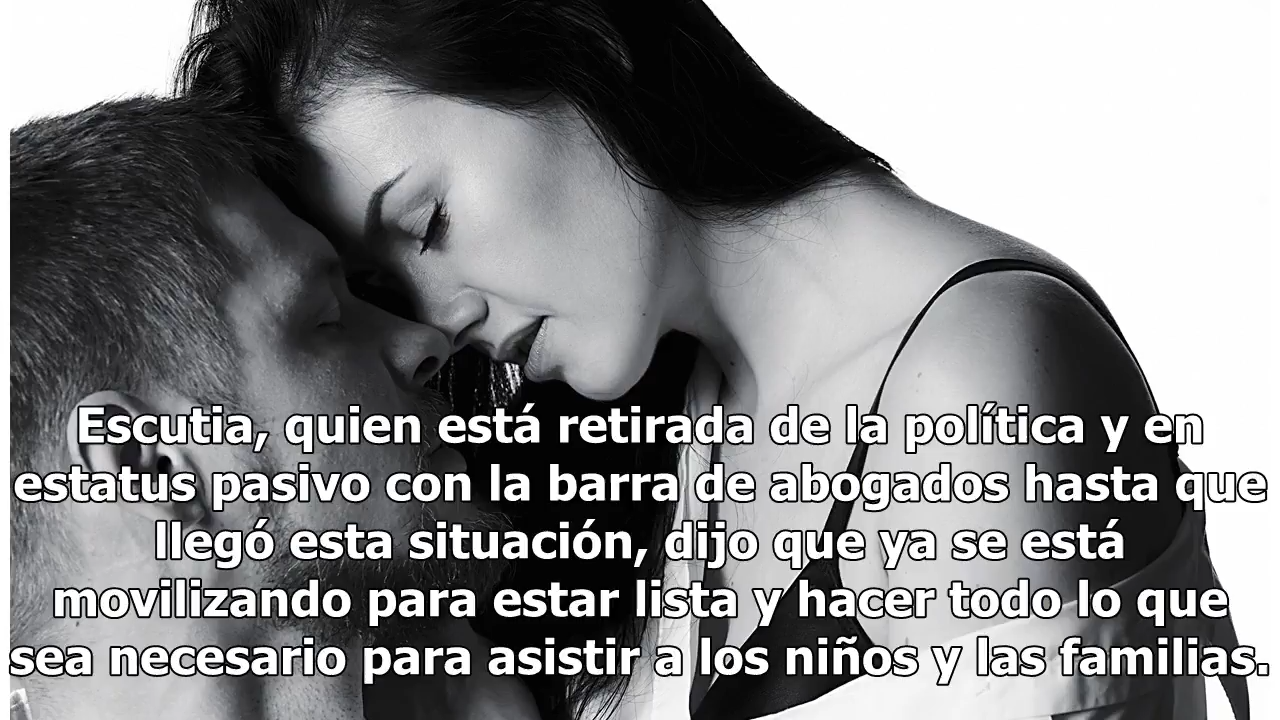 Escutia, quien está retirada de la política y en
estatus pasivo con la barra de abogados hasta que
llegó esta situación, dijo que ya se está
movilizando para estar lista y hacer todo lo que
sea necesario para asistir a los niños y las familias.